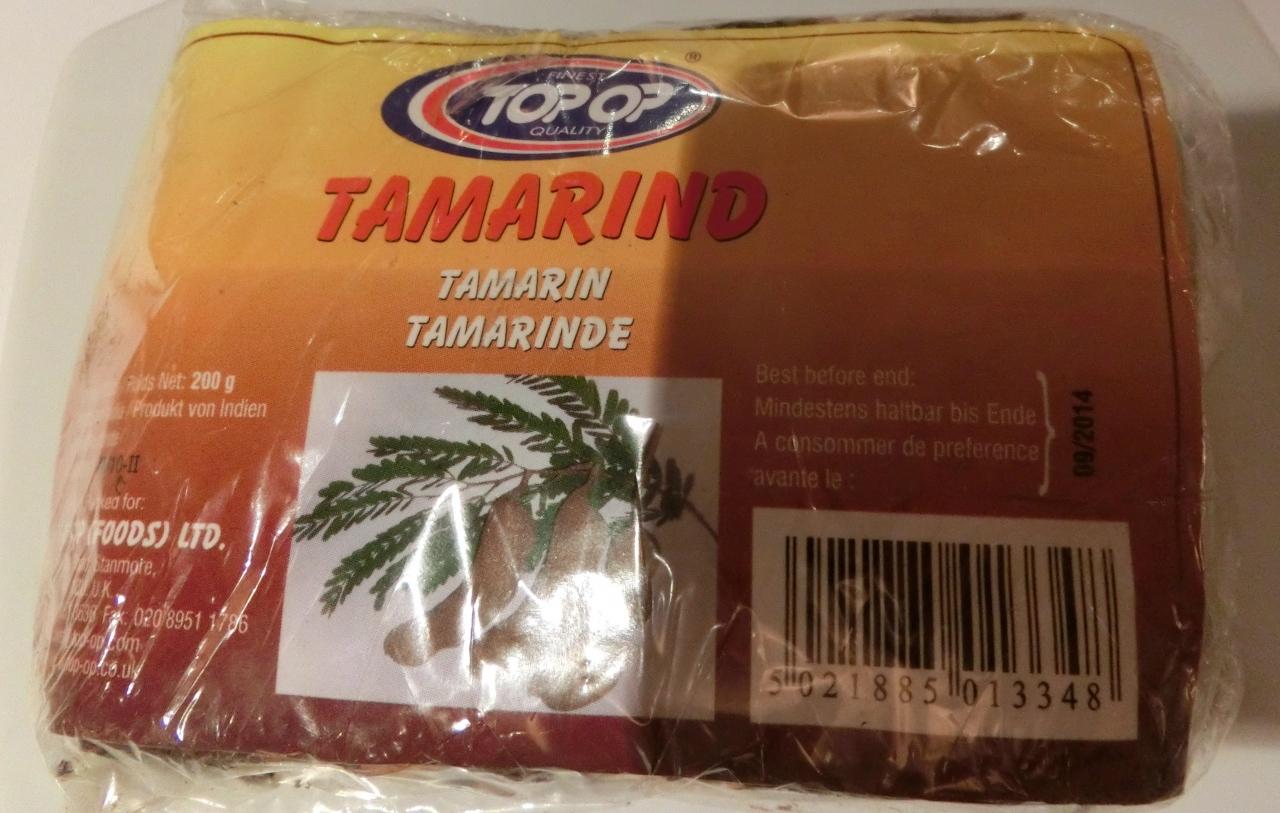 FINEST
TOP OP®
QUALITY
TAMARIND
TAMARIN
TAMARINDE
Net: 200 g
/ Produkt von Indien
for:
(FOODS) LTD.
Stanmore,
U.K.
Fax: 020 8951 1786
Best before end:
Mindestens haltbar bis Ende
A consommer de preference
avante le :
09/2014
5 021885 013348